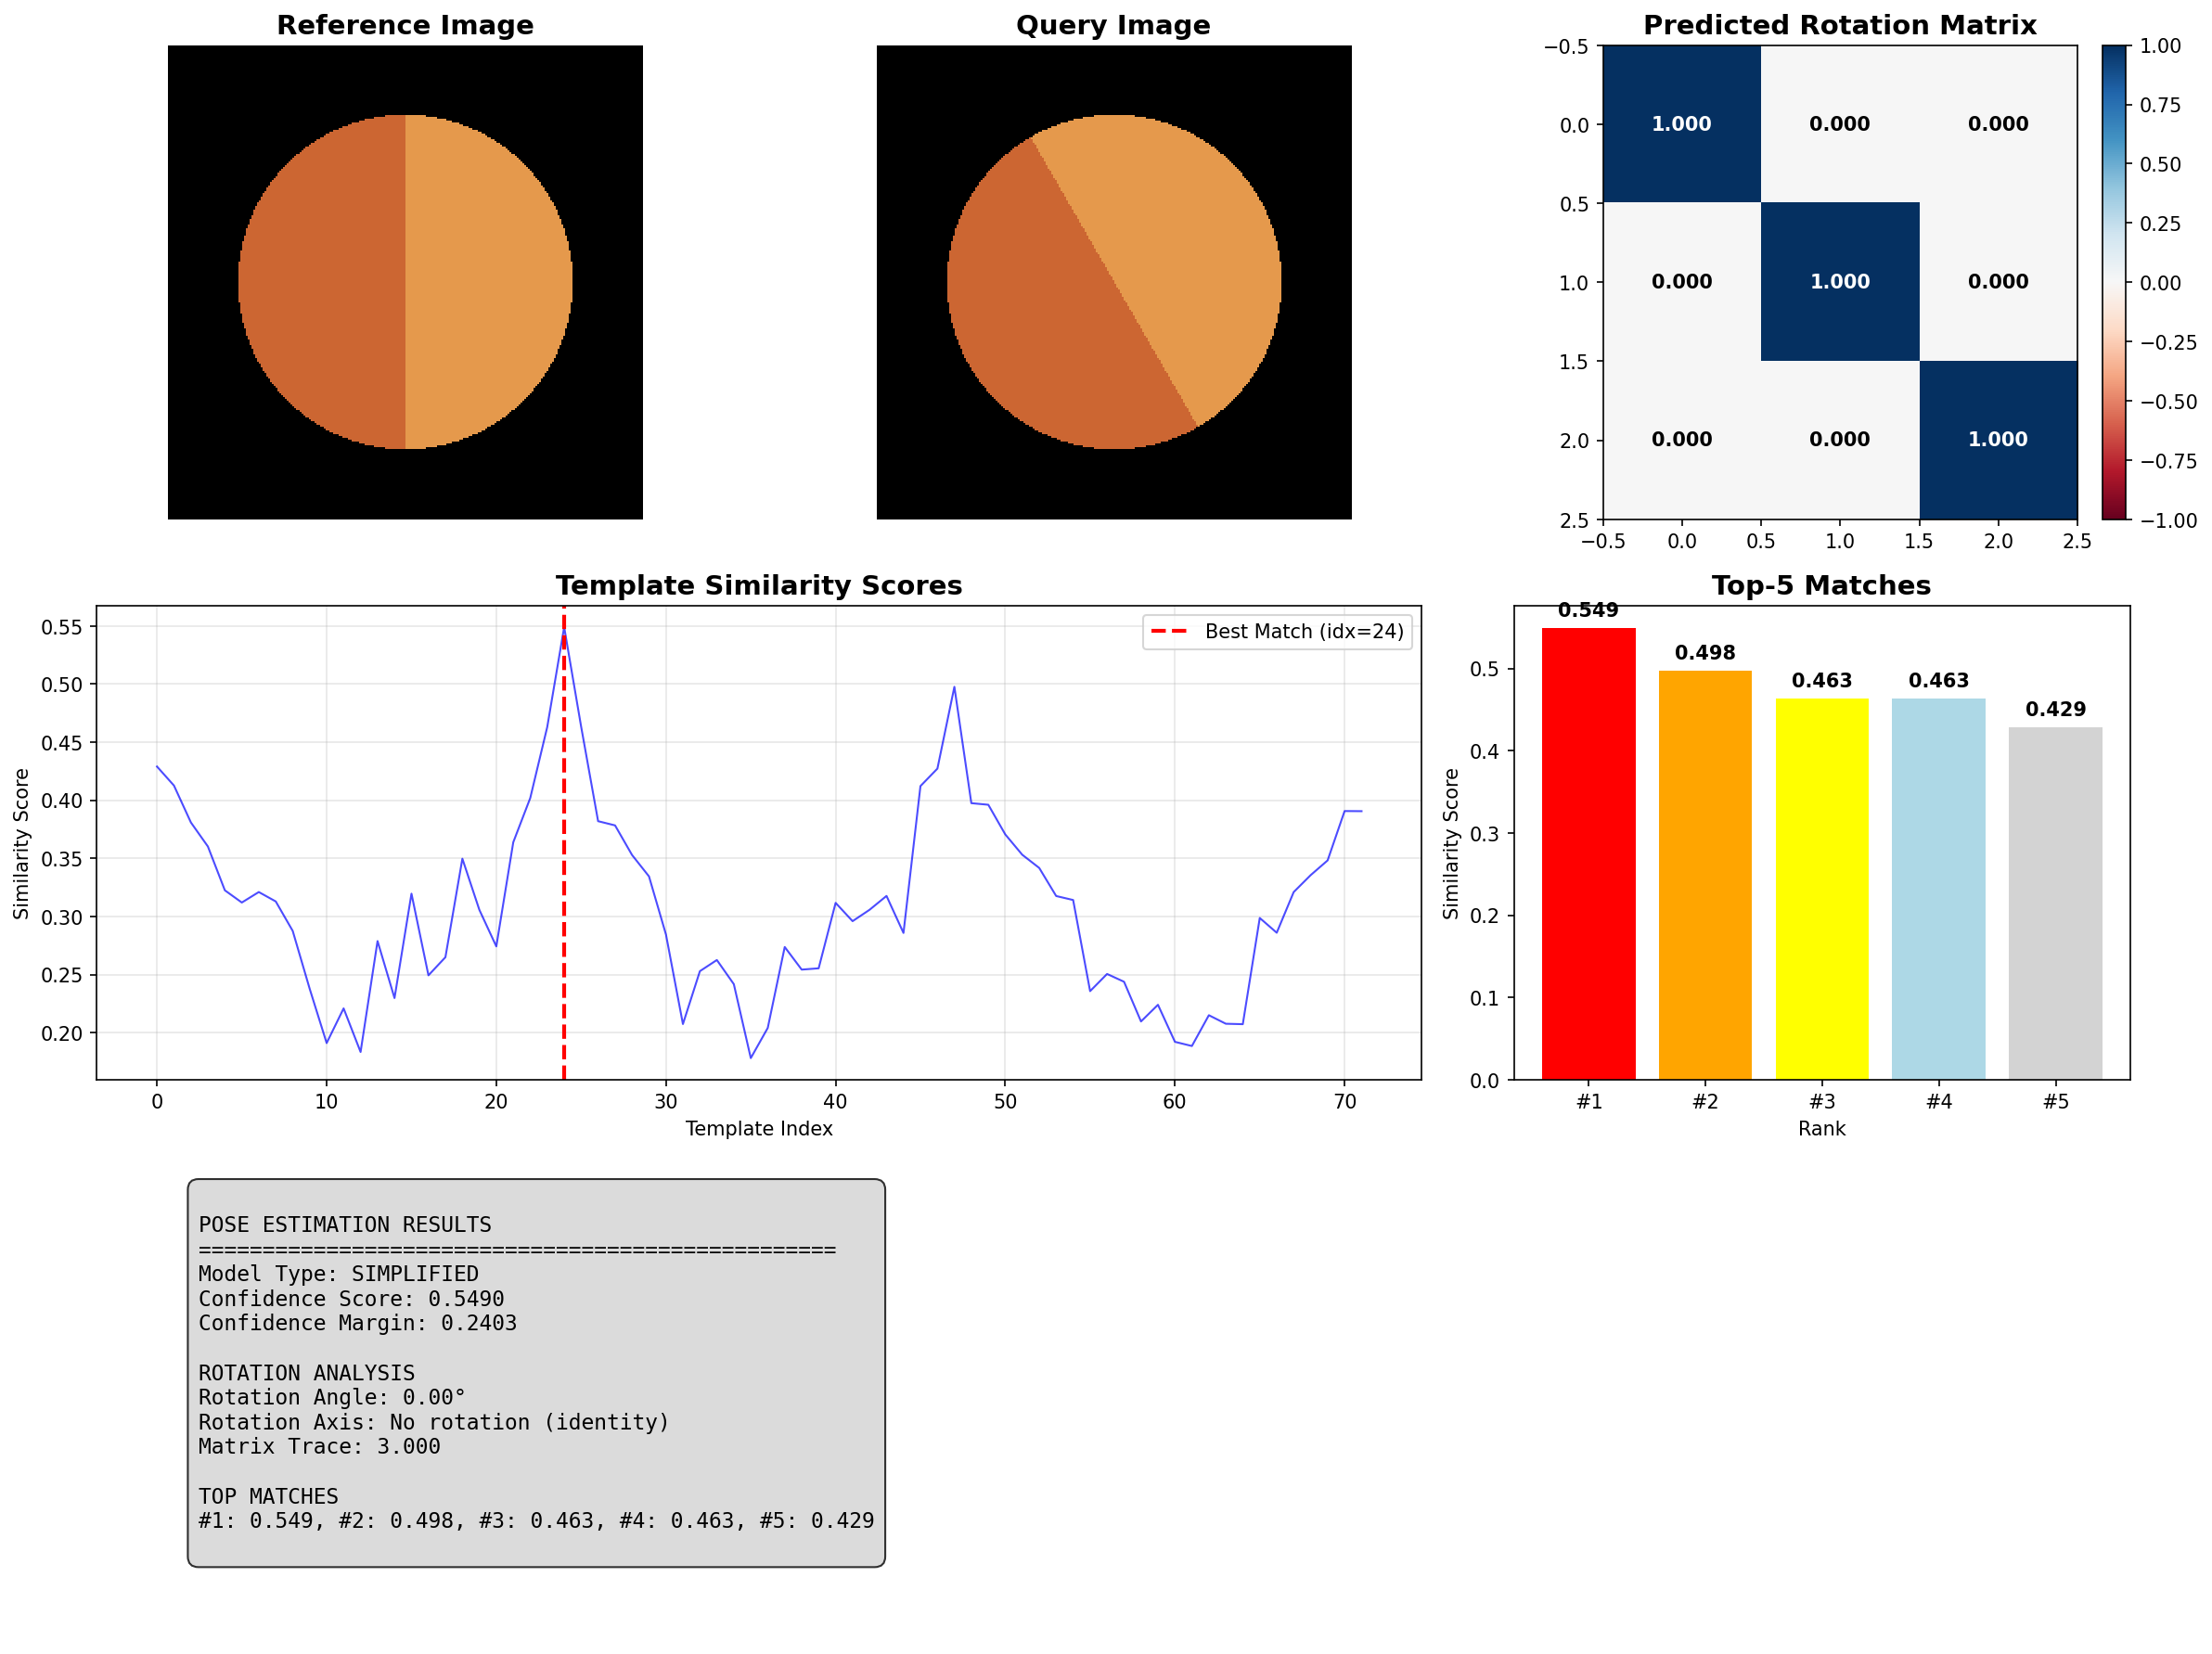 Reference Image
Query Image
Predicted Rotation Matrix
−0.5
0.0
0.5
1.0
1.5
2.0
2.5
1.000 0.000 0.000
0.000 1.000 0.000
0.000 0.000 1.000
−0.5 0.0 0.5 1.0 1.5 2.0 2.5
1.00
0.75
0.50
0.25
0.00
−0.25
−0.50
−0.75
−1.00
Template Similarity Scores
Similarity Score
0.55
0.50
0.45
0.40
0.35
0.30
0.25
0.20
Best Match (idx=24)
0 10 20 30 40 50 60 70
Template Index
Top-5 Matches
Similarity Score
0.5
0.4
0.3
0.2
0.1
0.0
0.549
0.498
0.463
0.463
0.429
#1 #2 #3 #4 #5
Rank
POSE ESTIMATION RESULTS
==================================================
Model Type: SIMPLIFIED
Confidence Score: 0.5490
Confidence Margin: 0.2403
ROTATION ANALYSIS
Rotation Angle: 0.00°
Rotation Axis: No rotation (identity)
Matrix Trace: 3.000
TOP MATCHES
#1: 0.549, #2: 0.498, #3: 0.463, #4: 0.463, #5: 0.429